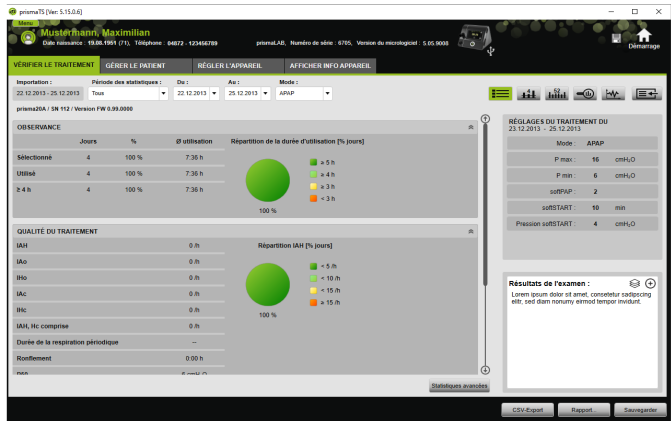 prismaTS [Ver: 5.15.0.6]
Menu
Mustermann, Maximilian
Date naissance : 19.08.1951 (71), Téléphone : 04872 - 123456789
prismaLAB, Numéro de série : 6705, Version du micrologiciel : 5.05.9008
Démarrage
VÉRIFIER LE TRAITEMENT GÉRER LE PATIENT RÉGLER L'APPAREIL AFFICHER INFO APPAREIL
Importation : Période des statistiques : Du : Au : Mode :
22.12.2013 - 25.12.2013 Tous 22.12.2013 25.12.2013 APAP
prisma20A / SN 112 / Version FW 0.99.0000
OBSERVANCE
Jours % Ø utilisation Répartition de la durée d'utilisation [% jours]
Sélectionné 4 100 % 7:36 h
Utilisé 4 100 % 7:36 h
≥ 4 h 4 100 % 7:36 h
≥ 5 h
≥ 4 h
≥ 3 h
< 3 h
100 %
QUALITÉ DU TRAITEMENT
IAH 0 /h
IAo 0 /h
IHo 0 /h
IAc 0 /h
IHc 0 /h
IAH, Hc comprise 0 /h
Durée de la respiration périodique --
Ronflement 0:00 h
P90 6 cmH₂O
Répartition IAH [% jours]
< 5 /h
< 10 /h
< 15 /h
≥ 15 /h
100 %
Statistiques avancées
RÉGLAGES DU TRAITEMENT DU
23.12.2013 - 25.12.2013
Mode : APAP
P max : 16 cmH₂O
P min : 6 cmH₂O
softPAP : 2
softSTART : 10 min
Pression softSTART : 4 cmH₂O
Résultats de l'examen :
Lorem ipsum dolor sit amet, consetetur sadipscing
elitr, sed diam nonumy eirmod tempor invidunt.
CSV-Export Rapport... Sauvegarder